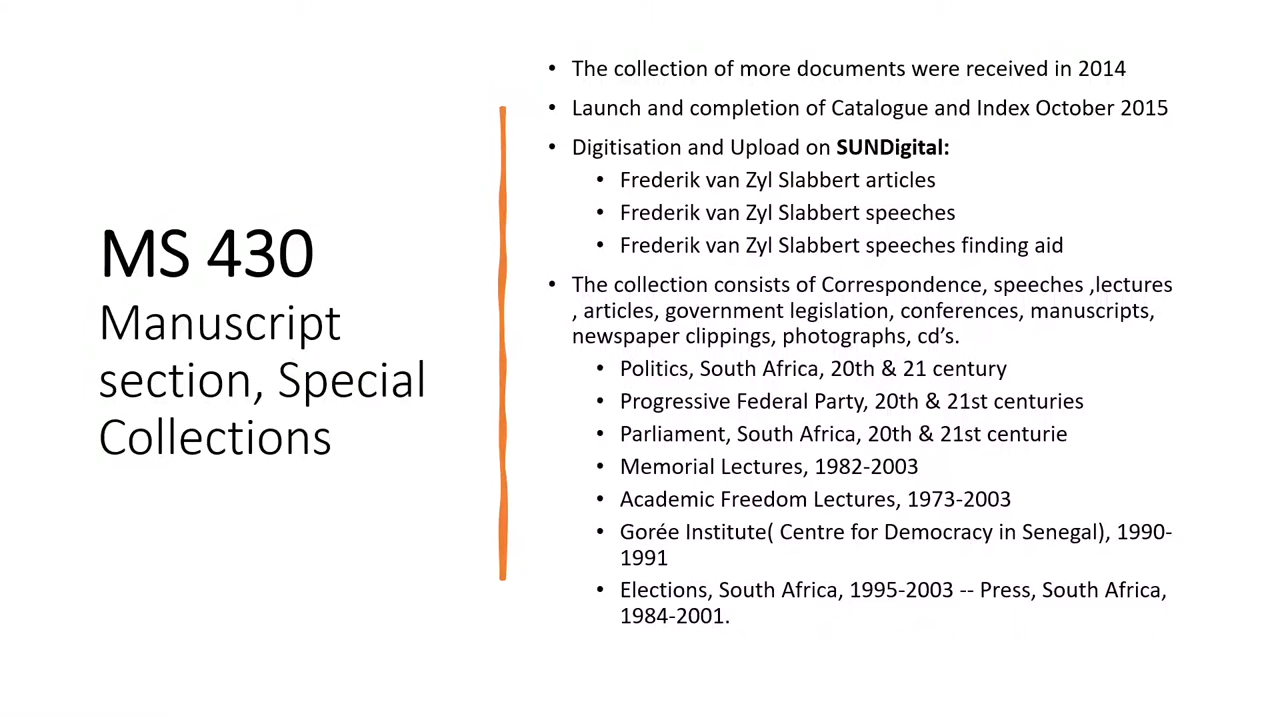 MS 430
Manuscript
section, Special
Collections
• The collection of more documents were received in 2014
• Launch and completion of Catalogue and Index October 2015
• Digitisation and Upload on SUNDigital:
• Frederik van Zyl Slabbert articles
• Frederik van Zyl Slabbert speeches
• Frederik van Zyl Slabbert speeches finding aid
• The collection consists of Correspondence, speeches ,lectures
, articles, government legislation, conferences, manuscripts,
newspaper clippings, photographs, cd’s.
• Politics, South Africa, 20th & 21 century
• Progressive Federal Party, 20th & 21st centuries
• Parliament, South Africa, 20th & 21st centurie
• Memorial Lectures, 1982-2003
• Academic Freedom Lectures, 1973-2003
• Gorée Institute( Centre for Democracy in Senegal), 1990-
1991
• Elections, South Africa, 1995-2003 -- Press, South Africa,
1984-2001.